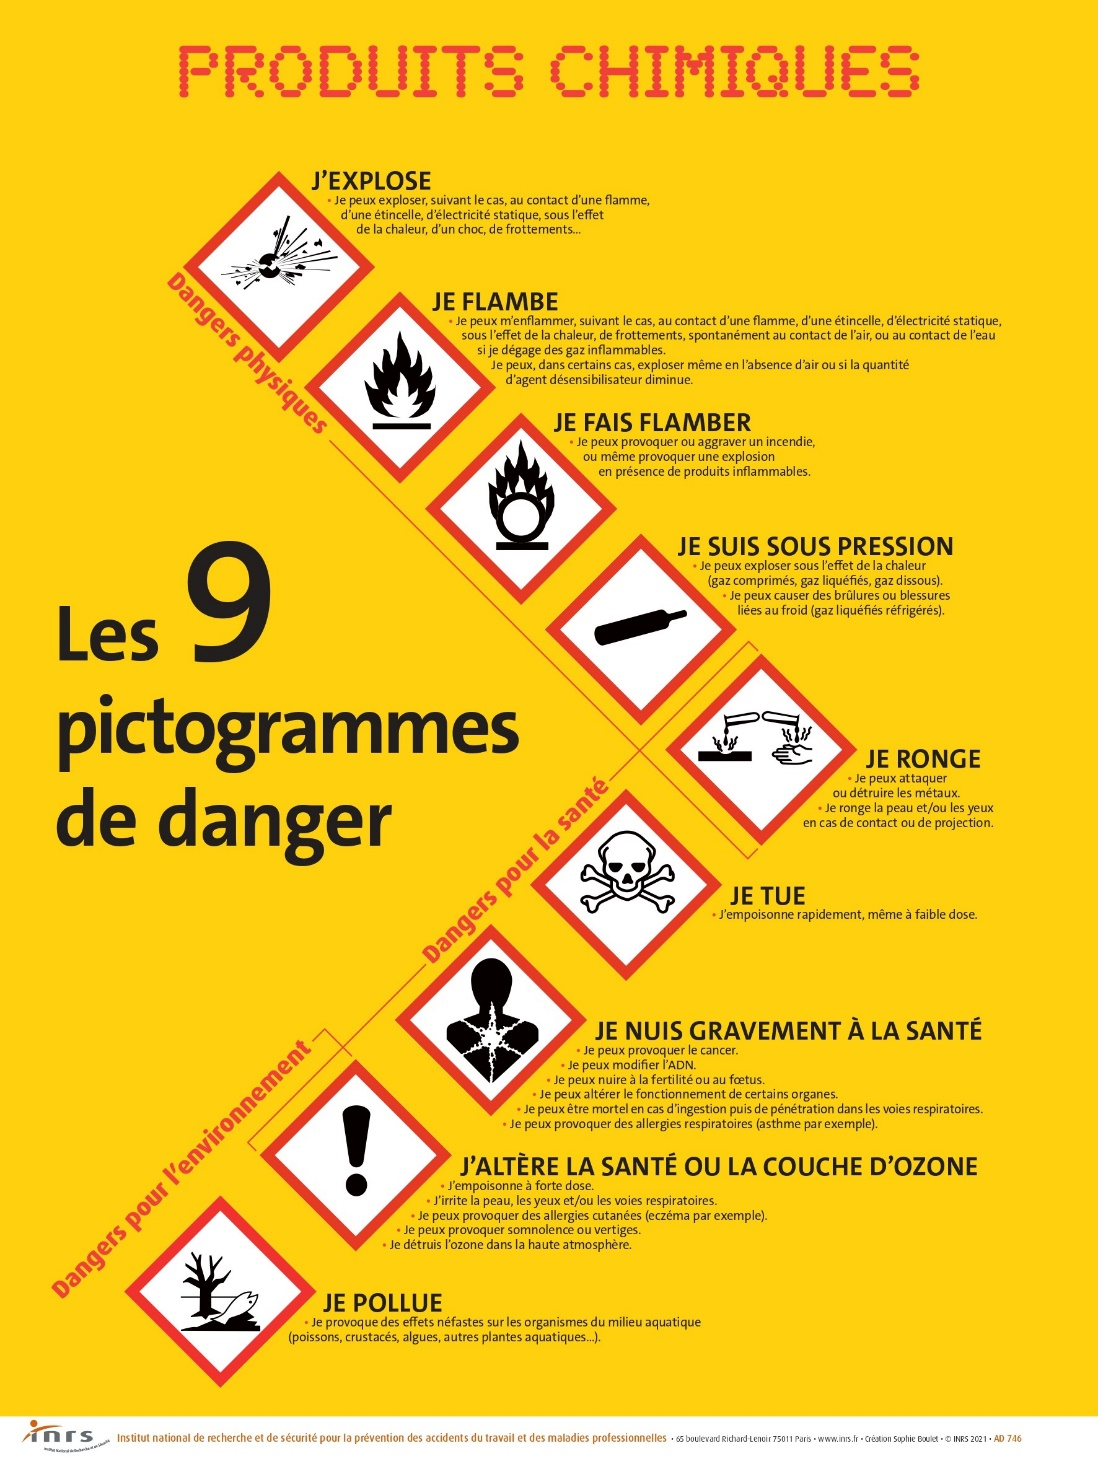 PRODUITS CHIMIQUES
J'EXPLOSE
• Je peux exploser, suivant le cas, au contact d'une flamme,
d'une étincelle, d'électricité statique, sous l'effet
de la chaleur, d'un choc, de frottements...
Dangers physiques
JE FLAMBE
• Je peux m'enflammer, suivant le cas, au contact d'une flamme, d'une étincelle, d'électricité statique,
sous l'effet de la chaleur, de frottements, spontanément au contact de l'air, ou au contact de l'eau
si je dégage des gaz inflammables.
Je peux, dans certains cas, exploser même en l'absence d'air ou si la quantité
d'agent désensibilisateur diminue.
JE FAIS FLAMBER
• Je peux provoquer ou aggraver un incendie,
ou même provoquer une explosion
en présence de produits inflammables.
JE SUIS SOUS PRESSION
• Je peux exploser sous l'effet de la chaleur
(gaz comprimés, gaz liquéfiés, gaz dissous).
• Je peux causer des brûlures ou blessures
liées au froid (gaz liquéfiés réfrigérés).
Les 9
pictogrammes
de danger
JE RONGE
• Je peux attaquer
ou détruire les métaux.
• Je ronge la peau et/ou les yeux
en cas de contact ou de projection.
Dangers pour la santé
JE TUE
• J'empoisonne rapidement, même à faible dose.
JE NUIS GRAVEMENT À LA SANTÉ
• Je peux provoquer le cancer.
• Je peux modifier l'ADN.
• Je peux nuire à la fertilité ou au fœtus.
• Je peux altérer le fonctionnement de certains organes.
• Je peux être mortel en cas d'ingestion puis de pénétration dans les voies respiratoires.
• Je peux provoquer des allergies respiratoires (asthme par exemple).
Dangers pour l'environnement
J'ALTÈRE LA SANTÉ OU LA COUCHE D'OZONE
• J'empoisonne à forte dose.
• J'irrite la peau, les yeux et/ou les voies respiratoires.
• Je peux provoquer des allergies cutanées (eczéma par exemple).
• Je peux provoquer somnolence ou vertiges.
• Je détruis l'ozone dans la haute atmosphère.
JE POLLUE
• Je provoque des effets néfastes sur les organismes du milieu aquatique
(poissons, crustacés, algues, autres plantes aquatiques...).
inrs
Institut national de recherche et de sécurité pour la prévention des accidents du travail et des maladies professionnelles • 65 boulevard Richard-Lenoir 75011 Paris • www.inrs.fr • Création Sophie Boulet • © INRS 2021 • AD 746